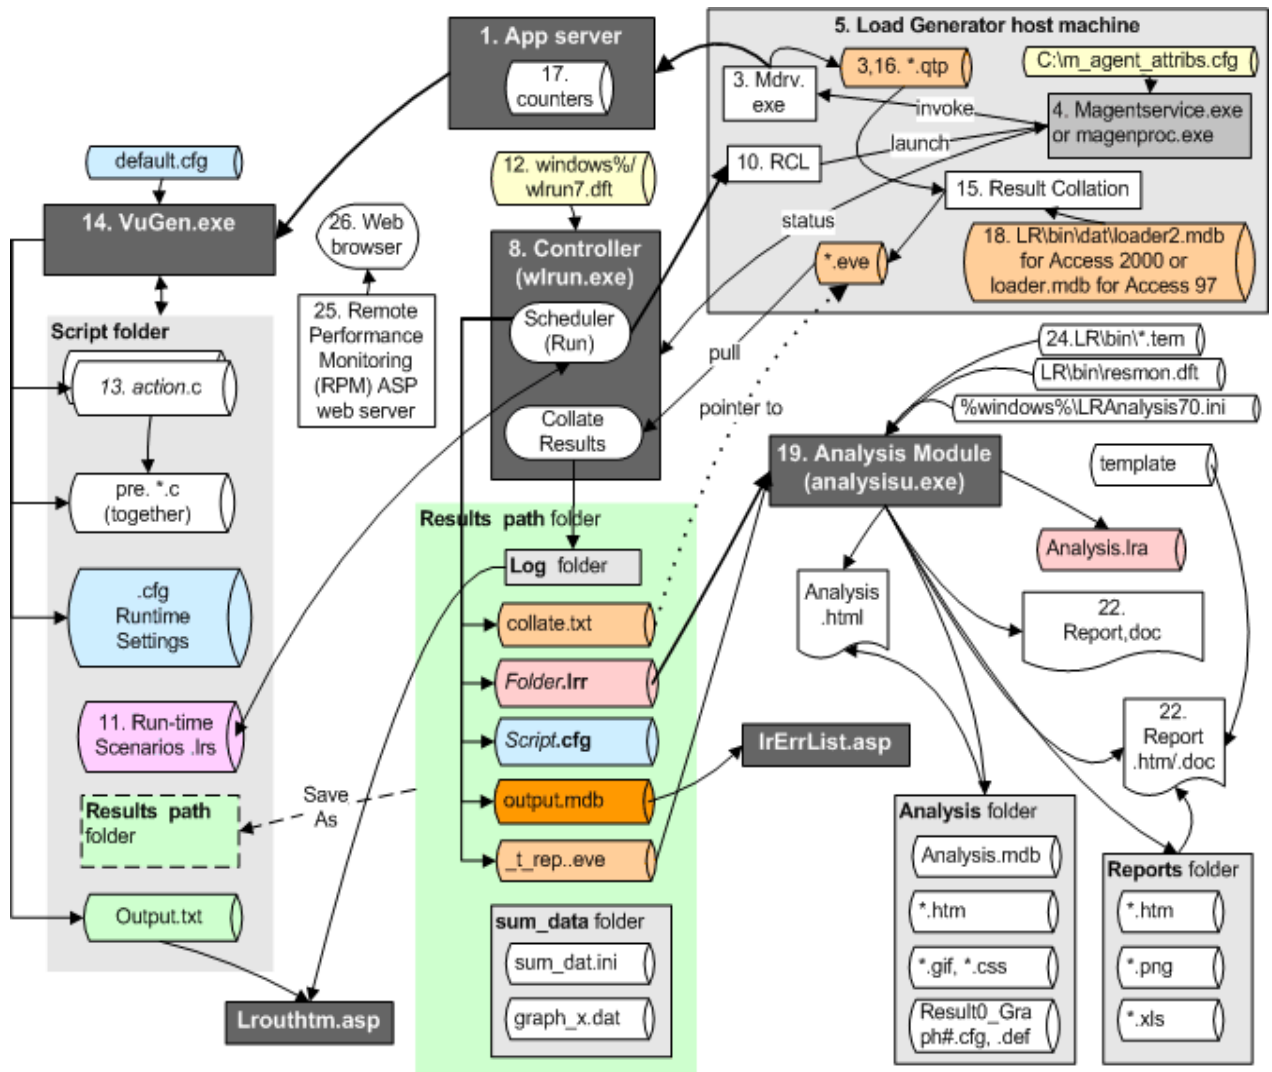 1. App server
17.
counters
5. Load Generator host machine
3. Mdrv.
exe
3,16. *.qtp
C:\m_agent_attribs.cfg
4. Magentservice.exe
or magenproc.exe
invoke
launch
10. RCL
15. Result Collation
status
18. LR\bin\dat\loader2.mdb
for Access 2000 or
loader.mdb for Access 97
*.eve
default.cfg
14. VuGen.exe
26. Web
browser
25. Remote
Performance
Monitoring
(RPM) ASP
web server
12. windows%/
wlrun7.dft
8. Controller
(wlrun.exe)
Scheduler
(Run)
Collate
Results
pull
pointer to
24.LR\bin\*.tem
LR\bin\resmon.dft
%windows%\LRAnalysis70.ini
19. Analysis Module
(analysisu.exe)
template
Analysis.lra
Analysis
.html
22.
Report,doc
22.
Report
.htm/.doc
Script folder
13. action.c
pre. *.c
(together)
.cfg
Runtime
Settings
11. Run-time
Scenarios .lrs
Results path
folder
Output.txt
Save
As
Lrouthtm.asp
Results path folder
Log folder
collate.txt
Folder.lrr
Script.cfg
output.mdb
_t_rep..eve
sum_data folder
sum_dat.ini
graph_x.dat
lrErrList.asp
Analysis folder
Analysis.mdb
*.htm
*.gif, *.css
Result0_Gra
ph#.cfg, .def
Reports folder
*.htm
*.png
*.xls